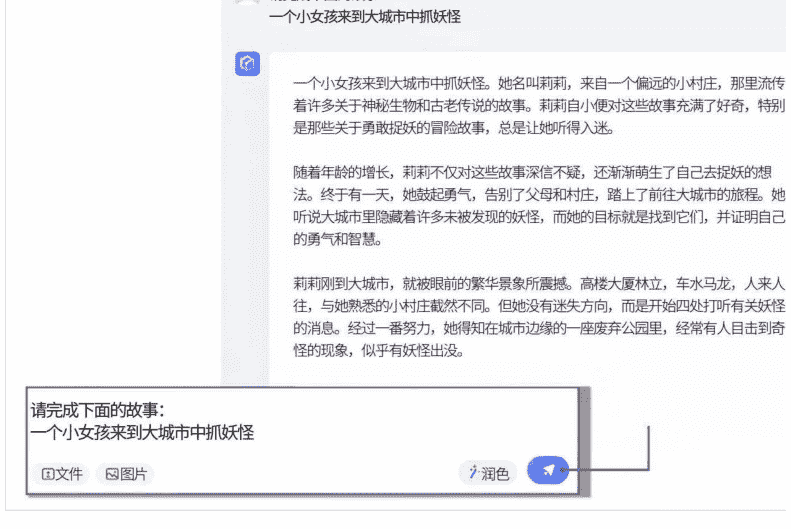 一个小女孩来到大城市中抓妖怪
一个小女孩来到大城市中抓妖怪。她名叫莉莉，来自一个偏远的小村庄，那里流传
着许多关于神秘生物和古老传说的故事。莉莉自小便对这些故事充满了好奇，特别
是那些关于勇敢捉妖的冒险故事，总是让她听得入迷。
随着年龄的增长，莉莉不仅对这些故事深信不疑，还渐渐萌生了自己去捉妖的想
法。终于有一天，她鼓起勇气，告别了父母和村庄，踏上了前往大城市的旅程。她
听说大城市里隐藏着许多未被发现的妖怪，而她的目标就是找到它们，并证明自己
的勇气和智慧。
莉莉刚到大城市，就被眼前的繁华景象所震撼。高楼大厦林立，车水马龙，人来人
往，与她熟悉的小村庄截然不同。但她没有迷失方向，而是开始四处打听有关妖怪
的消息。经过一番努力，她得知在城市边缘的一座废弃公园里，经常有人目击到奇
怪的现象，似乎有妖怪出没。
请完成下面的故事：
一个小女孩来到大城市中抓妖怪
文件 图片 润色